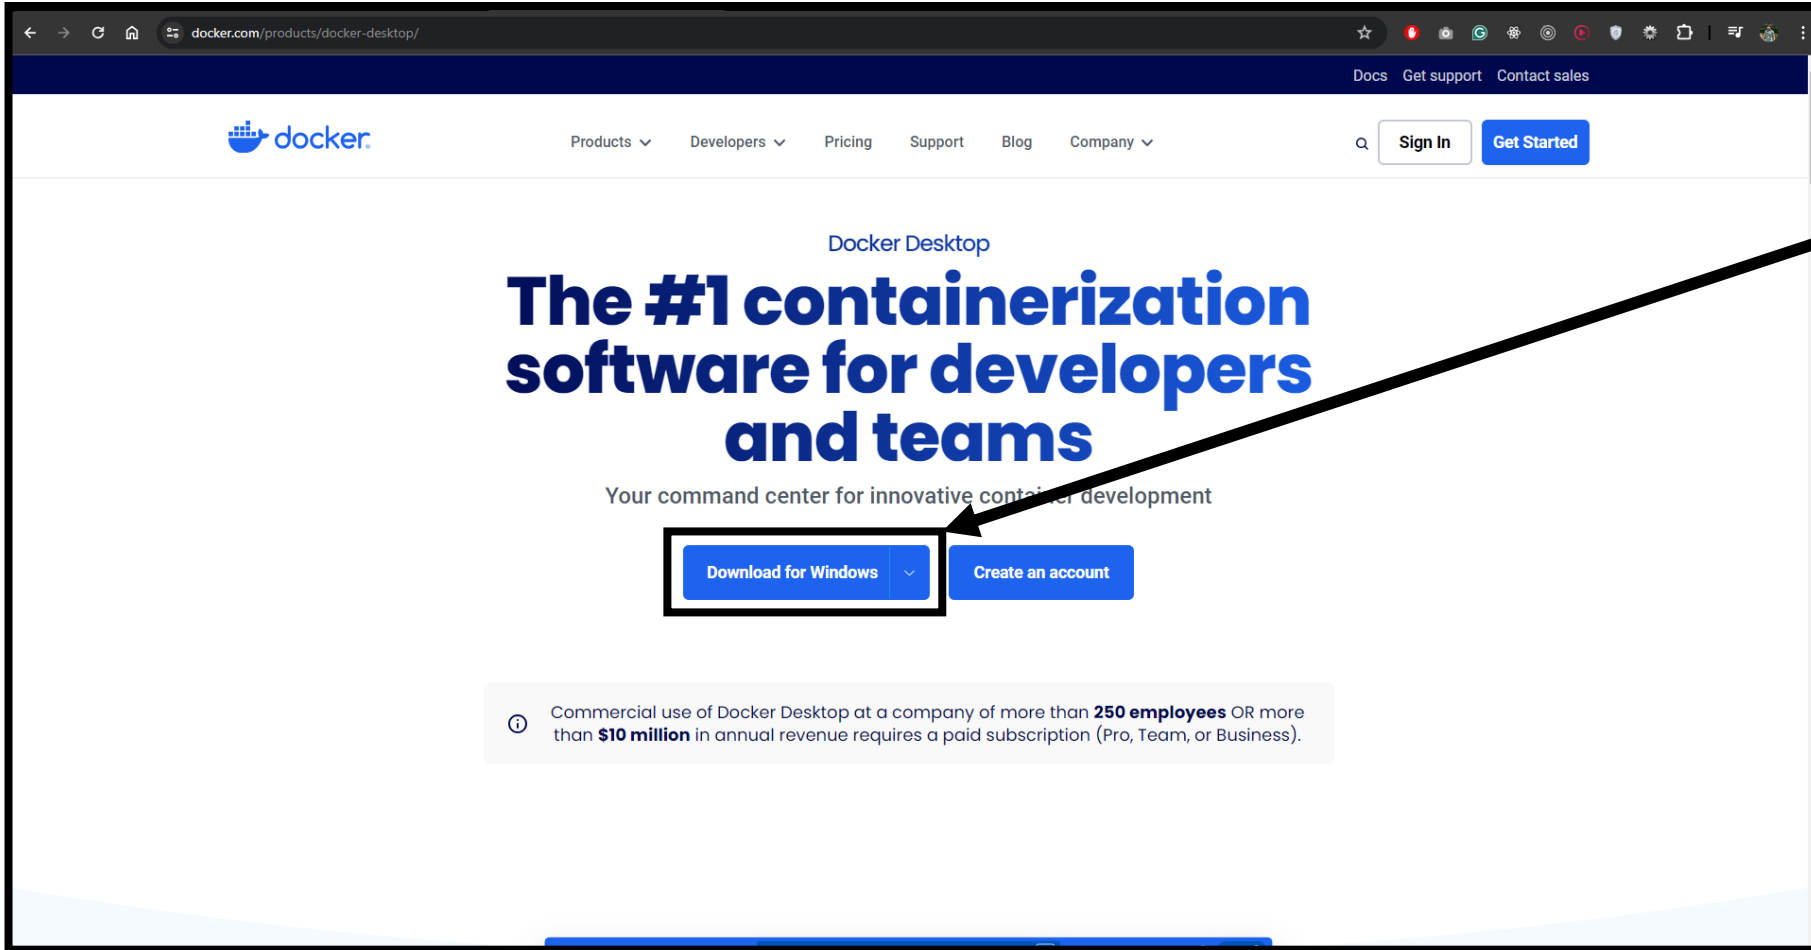 docker.com/products/docker-desktop/
Docs Get support Contact sales
docker
Products Developers Pricing Support Blog Company Sign In Get Started
Docker Desktop
The #1 containerization
software for developers
and teams
Your command center for innovative container development
Download for Windows Create an account
Commercial use of Docker Desktop at a company of more than 250 employees OR more
than $10 million in annual revenue requires a paid subscription (Pro, Team, or Business).